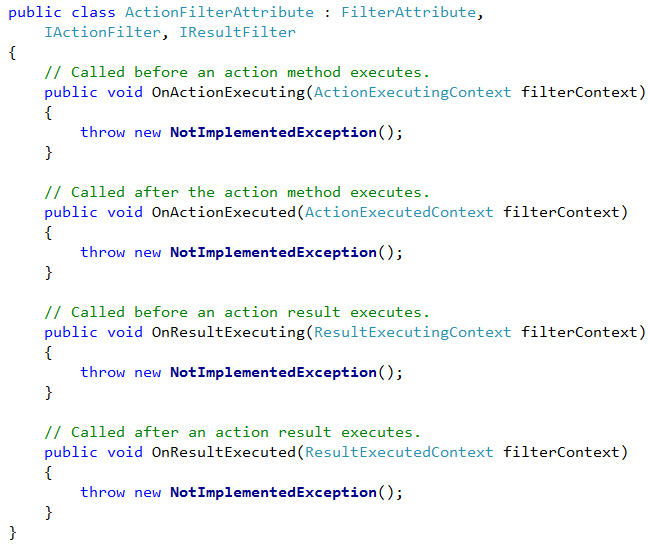 public class ActionFilterAttribute : FilterAttribute,
    IActionFilter, IResultFilter
{
    // Called before an action method executes.
    public void OnActionExecuting(ActionExecutingContext filterContext)
    {
        throw new NotImplementedException();
    }

    // Called after the action method executes.
    public void OnActionExecuted(ActionExecutedContext filterContext)
    {
        throw new NotImplementedException();
    }

    // Called before an action result executes.
    public void OnResultExecuting(ResultExecutingContext filterContext)
    {
        throw new NotImplementedException();
    }

    // Called after an action result executes.
    public void OnResultExecuted(ResultExecutedContext filterContext)
    {
        throw new NotImplementedException();
    }
}